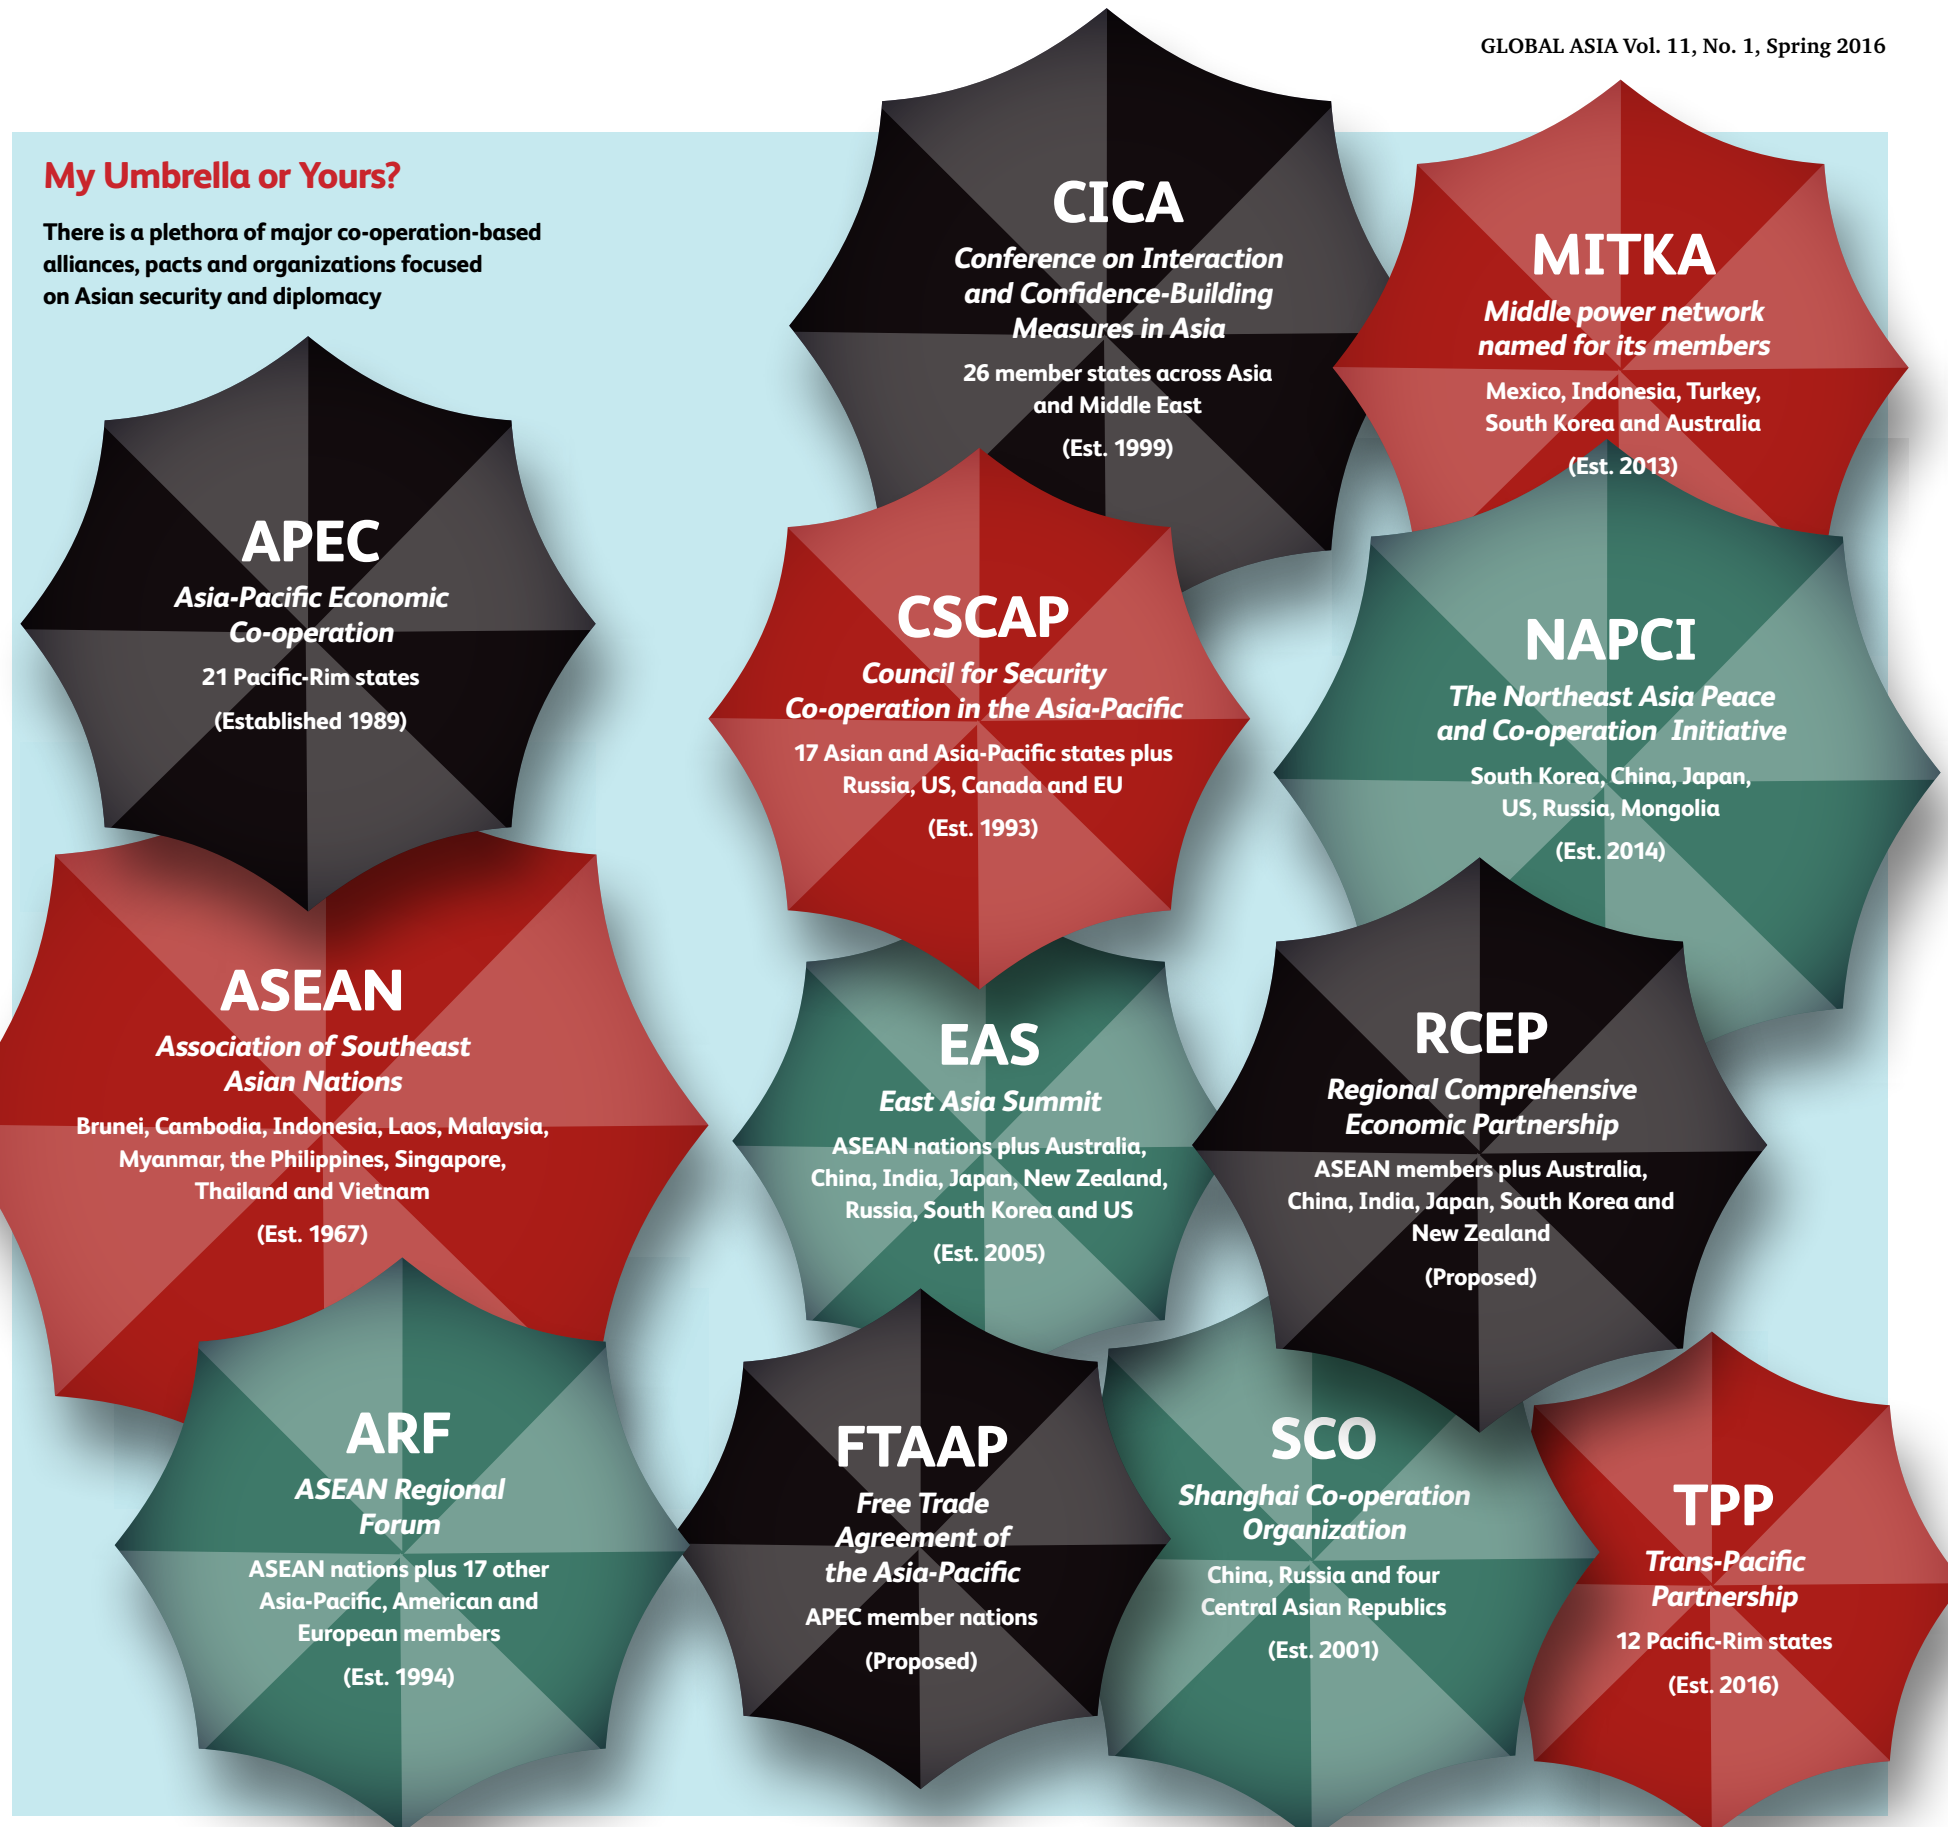 GLOBAL ASIA Vol. 11, No. 1, Spring 2016
My Umbrella or Yours?
There is a plethora of major co-operation-based
alliances, pacts and organizations focused
on Asian security and diplomacy
CICA
Conference on Interaction
and Confidence-Building
Measures in Asia
26 member states across Asia
and Middle East
(Est. 1999)
MITKA
Middle power network
named for its members
Mexico, Indonesia, Turkey,
South Korea and Australia
(Est. 2013)
APEC
Asia-Pacific Economic
Co-operation
21 Pacific-Rim states
(Established 1989)
CSCAP
Council for Security
Co-operation in the Asia-Pacific
17 Asian and Asia-Pacific states plus
Russia, US, Canada and EU
(Est. 1993)
NAPCI
The Northeast Asia Peace
and Co-operation Initiative
South Korea, China, Japan,
US, Russia, Mongolia
(Est. 2014)
ASEAN
Association of Southeast
Asian Nations
Brunei, Cambodia, Indonesia, Laos, Malaysia,
Myanmar, the Philippines, Singapore,
Thailand and Vietnam
(Est. 1967)
EAS
East Asia Summit
ASEAN nations plus Australia,
China, India, Japan, New Zealand,
Russia, South Korea and US
(Est. 2005)
RCEP
Regional Comprehensive
Economic Partnership
ASEAN members plus Australia,
China, India, Japan, South Korea and
New Zealand
(Proposed)
ARF
ASEAN Regional
Forum
ASEAN nations plus 17 other
Asia-Pacific, American and
European members
(Est. 1994)
FTAAP
Free Trade
Agreement of
the Asia-Pacific
APEC member nations
(Proposed)
SCO
Shanghai Co-operation
Organization
China, Russia and four
Central Asian Republics
(Est. 2001)
TPP
Trans-Pacific
Partnership
12 Pacific-Rim states
(Est. 2016)